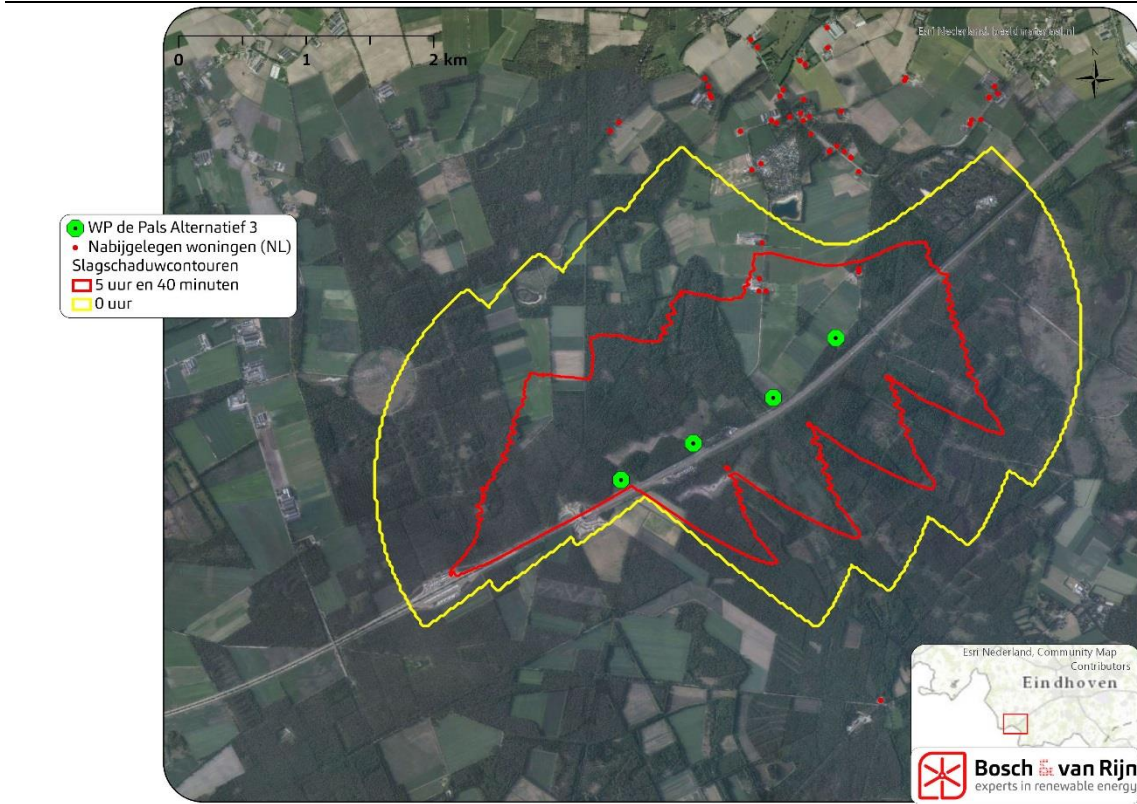 Esri Nederland, beeldmateriaal.nl
0 1 2 km
N
WP de Pals Alternatief 3
Nabijgelegen woningen (NL)
Slagschaduwcontouren
5 uur en 40 minuten
0 uur
Esri Nederland, Community Map
Contributors
Eindhoven
Bosch & van Rijn
experts in renewable energy